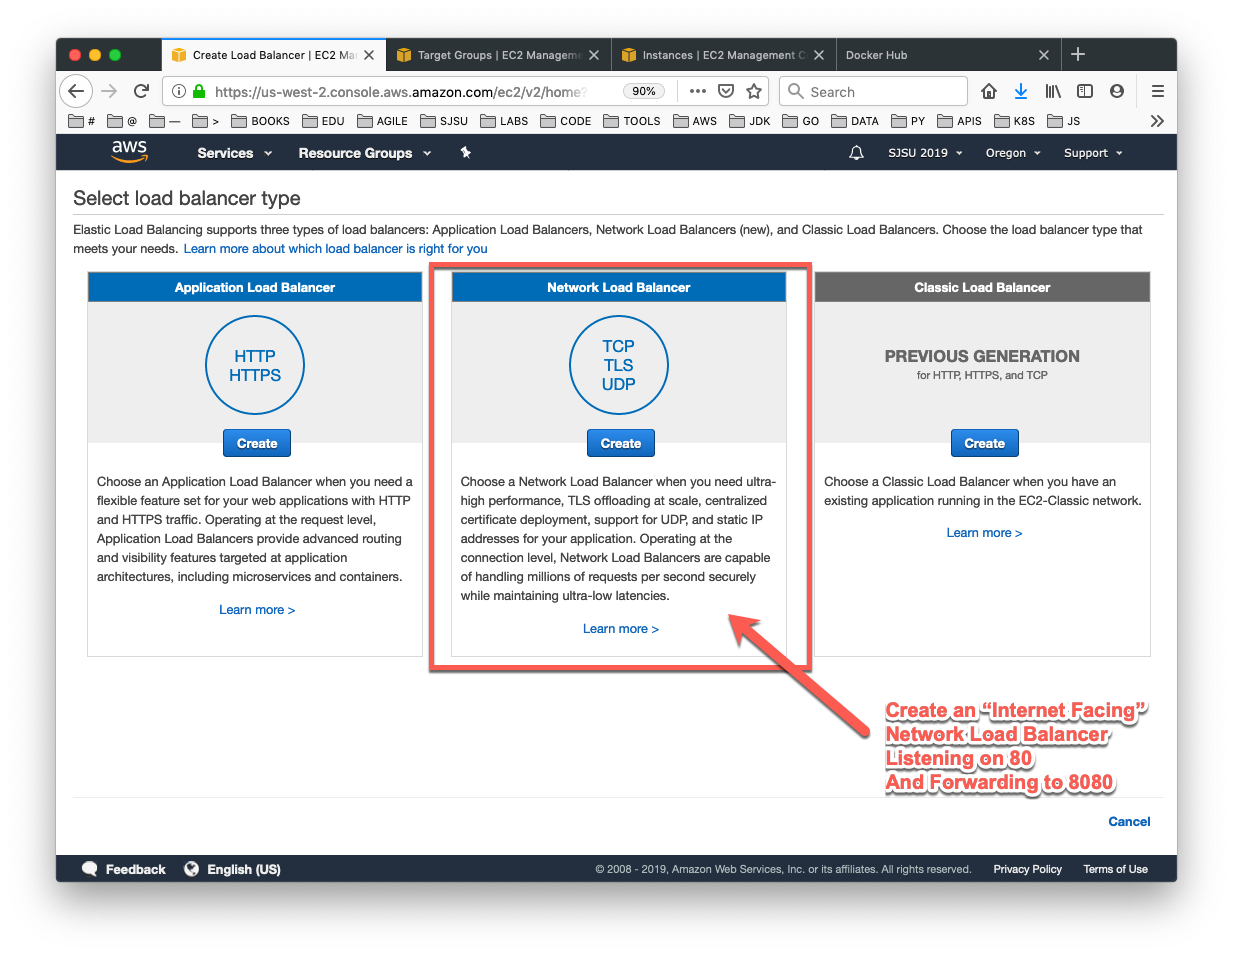 Create Load Balancer | EC2 Ma
Target Groups | EC2 Manageme
Instances | EC2 Management C
Docker Hub
https://us-west-2.console.aws.amazon.com/ec2/v2/home?
90%
Search
#
@
—
>
BOOKS
EDU
AGILE
SJSU
LABS
CODE
TOOLS
AWS
JDK
GO
DATA
PY
APIS
K8S
JS
aws
Services
Resource Groups
SJSU 2019
Oregon
Support
Select load balancer type
Elastic Load Balancing supports three types of load balancers: Application Load Balancers, Network Load Balancers (new), and Classic Load Balancers. Choose the load balancer type that
meets your needs. Learn more about which load balancer is right for you
Application Load Balancer
HTTP
HTTPS
Create
Choose an Application Load Balancer when you need a
flexible feature set for your web applications with HTTP
and HTTPS traffic. Operating at the request level,
Application Load Balancers provide advanced routing
and visibility features targeted at application
architectures, including microservices and containers.
Learn more >
Network Load Balancer
TCP
TLS
UDP
Create
Choose a Network Load Balancer when you need ultra-
high performance, TLS offloading at scale, centralized
certificate deployment, support for UDP, and static IP
addresses for your application. Operating at the
connection level, Network Load Balancers are capable
of handling millions of requests per second securely
while maintaining ultra-low latencies.
Learn more >
Classic Load Balancer
PREVIOUS GENERATION
for HTTP, HTTPS, and TCP
Create
Choose a Classic Load Balancer when you have an
existing application running in the EC2-Classic network.
Learn more >
Create an “Internet Facing”
Network Load Balancer
Listening on 80
And Forwarding to 8080
Cancel
Feedback
English (US)
© 2008 - 2019, Amazon Web Services, Inc. or its affiliates. All rights reserved.
Privacy Policy
Terms of Use